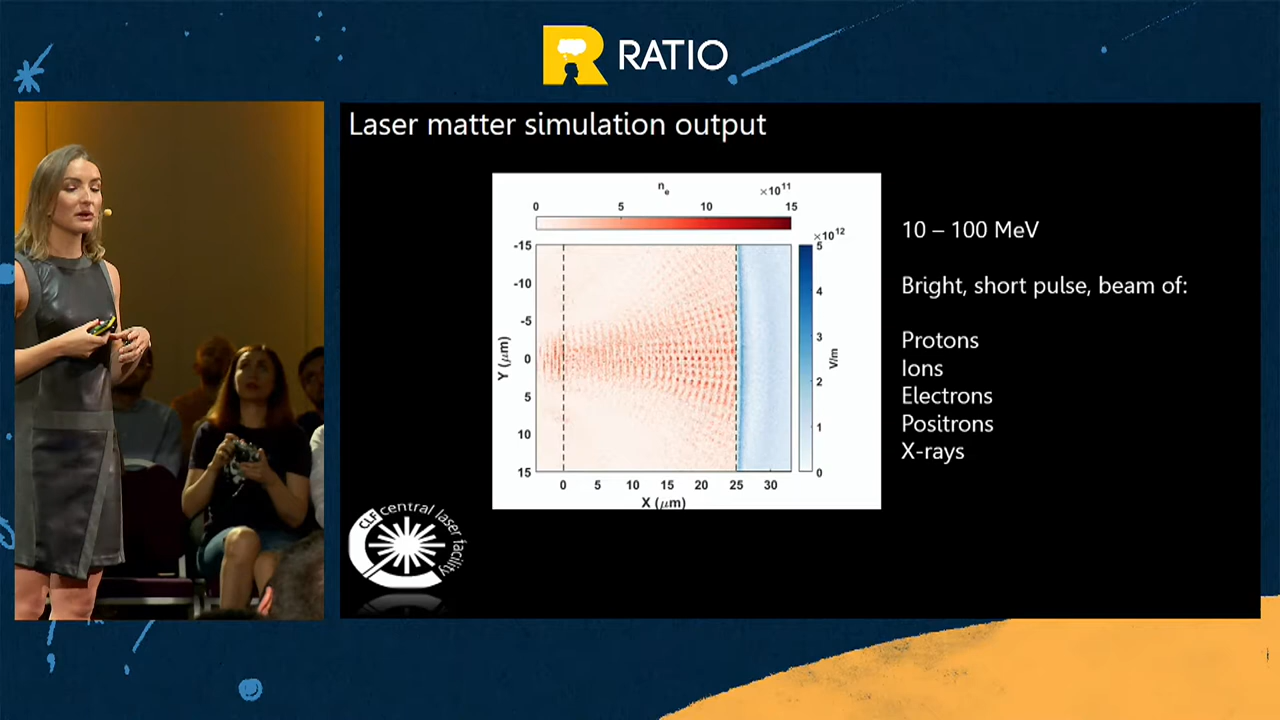 RATIO
Laser matter simulation output
nₑ
×10¹¹
0 5 10 15
×10¹²
-15
-10
-5
0
5
10
15
Y (μm)
0 5 10 15 20 25 30
X (μm)
5
4
3
2
1
0
V/m
10 – 100 MeV
Bright, short pulse, beam of:
Protons
Ions
Electrons
Positrons
X-rays
CLF central laser facility